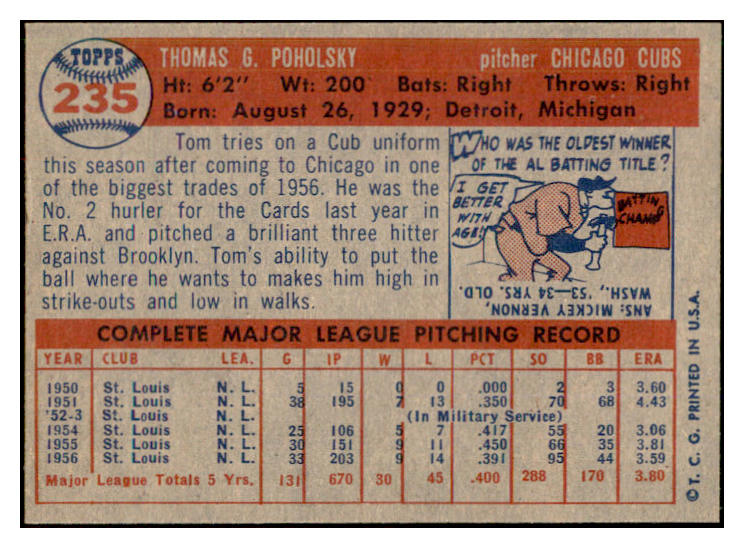 TOPPS
235
THOMAS G. POHOLSKY pitcher CHICAGO CUBS
Ht: 6'2" Wt: 200 Bats: Right Throws: Right
Born: August 26, 1929; Detroit, Michigan
Tom tries on a Cub uniform
this season after coming to Chicago in one
of the biggest trades of 1956. He was the
No. 2 hurler for the Cards last year in
E.R.A. and pitched a brilliant three hitter
against Brooklyn. Tom's ability to put the
ball where he wants to makes him high in
strike-outs and low in walks.
WHO WAS THE OLDEST WINNER
OF THE AL BATTING TITLE?
I GET
BETTER
WITH
AGE!!
BATTING
CHAMP
ANS: MICKEY VERNON,
WASH., '53—34 YRS. OLD.
COMPLETE MAJOR LEAGUE PITCHING RECORD
YEAR CLUB LEA. G IP W L PCT SO BB ERA
1950 St. Louis N. L. 5 15 0 0 .000 2 3 3.60
1951 St. Louis N. L. 38 195 7 13 .350 70 68 4.43
'52-3 St. Louis N. L. (In Military Service)
1954 St. Louis N. L. 25 106 5 7 .417 55 20 3.06
1955 St. Louis N. L. 30 151 9 11 .450 66 35 3.81
1956 St. Louis N. L. 33 203 9 14 .391 95 44 3.59
Major League Totals 5 Yrs. 131 670 30 45 .400 288 170 3.80
© T. C. G. PRINTED IN U.S.A.